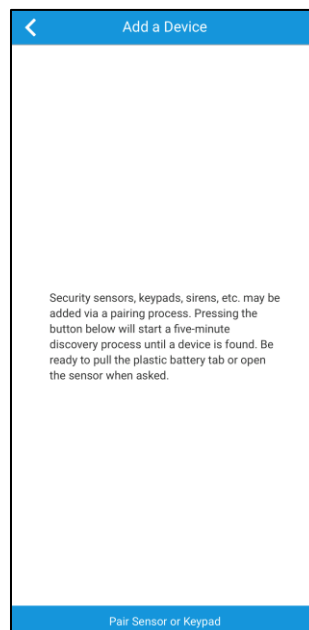 Add a Device
Security sensors, keypads, sirens, etc. may be
added via a pairing process. Pressing the
button below will start a five-minute
discovery process until a device is found. Be
ready to pull the plastic battery tab or open
the sensor when asked.
Pair Sensor or Keypad